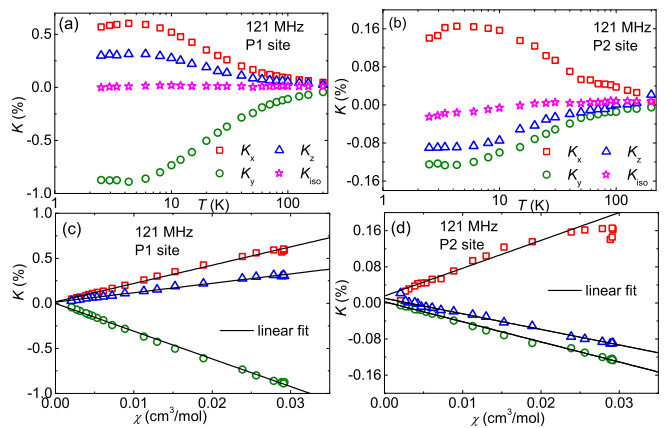 (a)
121 MHz
P1 site
K (%)
0.5
0.0
0.5
-1.0
Kx
Kz
Ky
Kiso
1
10
100
T (K)
(b)
121 MHz
P2 site
K (%)
0.16
0.08
0.00
-0.08
-0.16
Kx
Kz
Ky
Kiso
1
10
100
T (K)
(c)
121 MHz
P1 site
K (%)
1.0
0.5
0.0
-0.5
-1.0
linear fit
0.00
0.01
0.02
0.03
χ (cm3/mol)
(d)
121 MHz
P2 site
K (%)
0.16
0.08
0.00
-0.08
-0.16
linear fit
0.00
0.01
0.02
0.03
χ (cm3/mol)